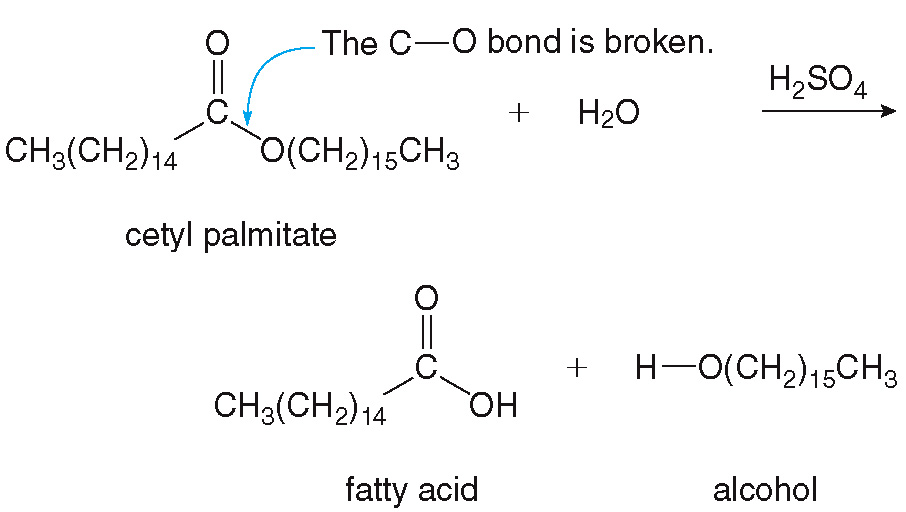 O
The C—O bond is broken.
H₂SO₄
C
+ H₂O
CH₃(CH₂)₁₄ O(CH₂)₁₅CH₃
cetyl palmitate
O
C
+ H—O(CH₂)₁₅CH₃
CH₃(CH₂)₁₄ OH
fatty acid alcohol